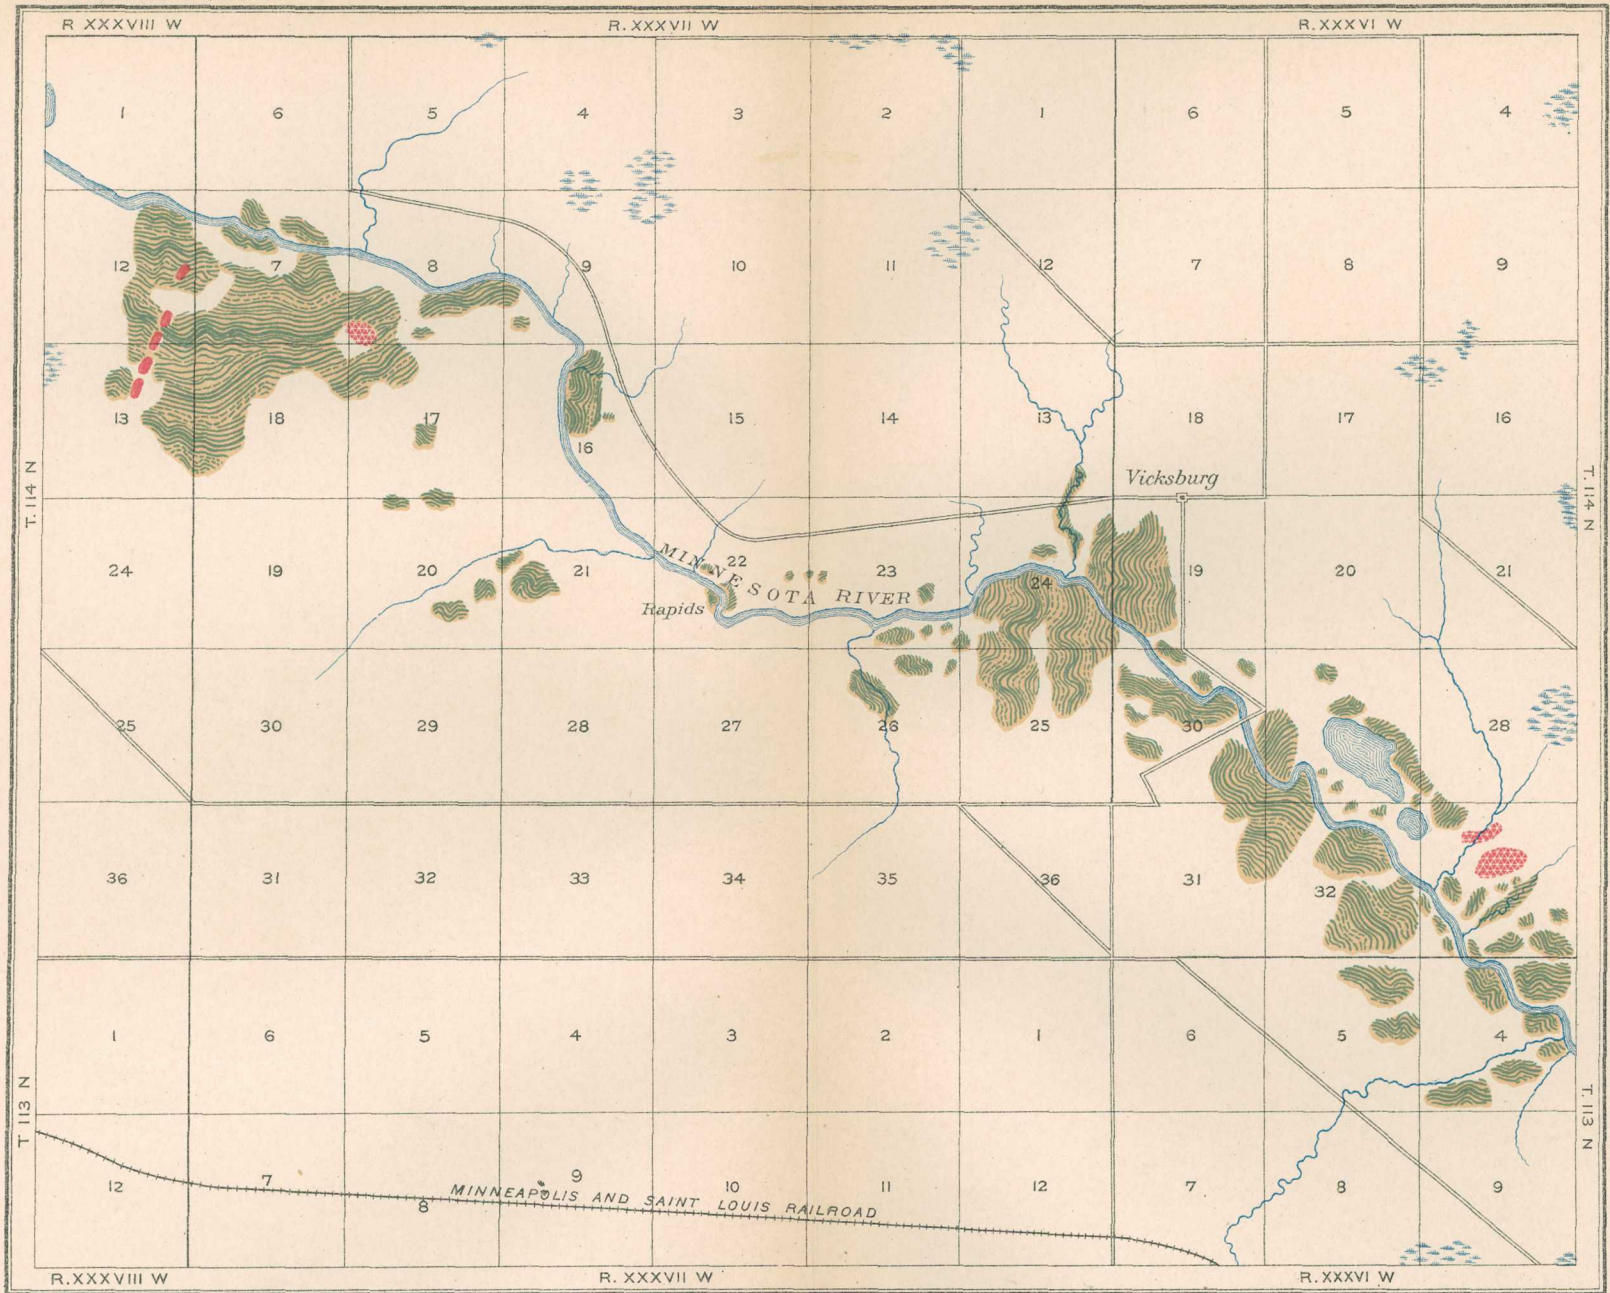 R XXXVIII W R. XXXVII W R. XXXVI W
1 6 5 4 3 2 1 6 5 4
12 7 8 9 10 11 12 7 8 9
13 18 17 16 15 14 13 18 17 16
T. 114 N Vicksburg T. 114 N
24 19 20 21 22 23 24 19 20 21
MINNESOTA RIVER
Rapids
25 30 29 28 27 26 25 30 28
36 31 32 33 34 35 36 31 32
1 6 5 4 3 2 1 6 5 4
T 113 N T. 113 N
12 7 8 9 10 11 12 7 8 9
MINNEAPOLIS AND SAINT LOUIS RAILROAD
R. XXXVIII W R. XXXVII W R. XXXVI W